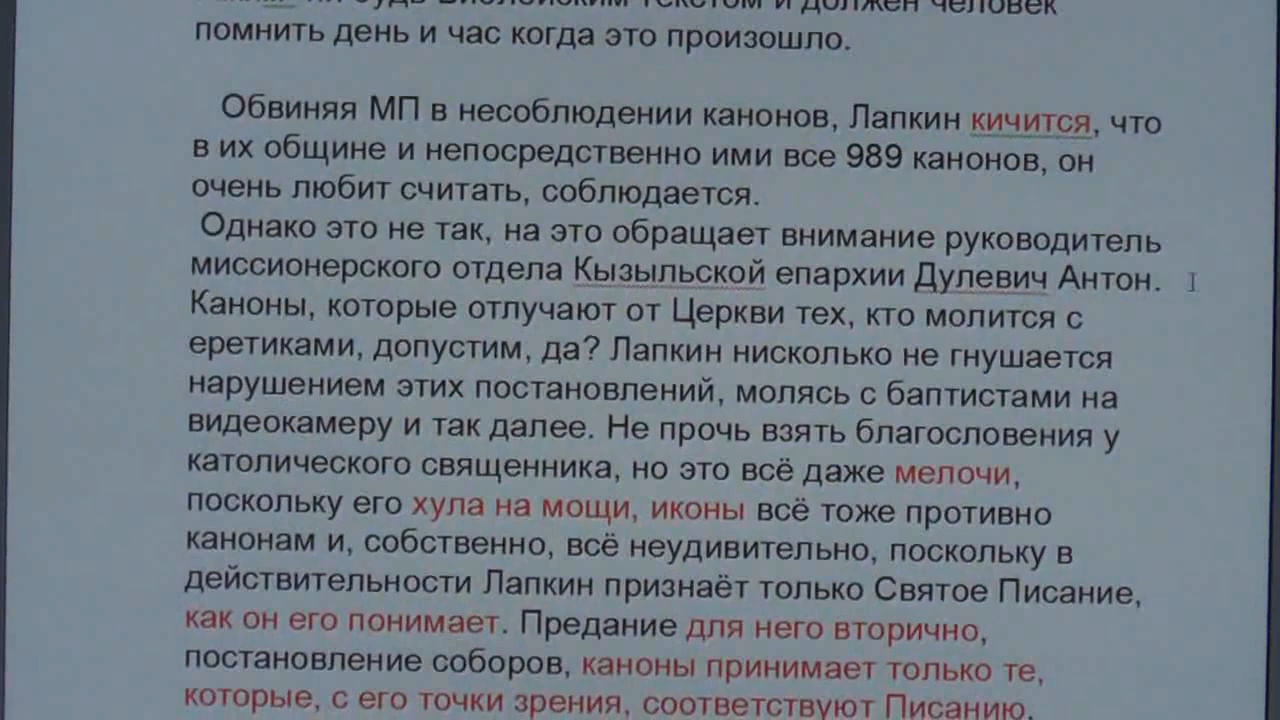 будь Библейским текстом и должен человек
помнить день и час когда это произошло.
Обвиняя МП в несоблюдении канонов, Лапкин кичится, что
в их общине и непосредственно ими все 989 канонов, он
очень любит считать, соблюдается.
Однако это не так, на это обращает внимание руководитель
миссионерского отдела Кызыльской епархии Дулевич Антон.
Каноны, которые отлучают от Церкви тех, кто молится с
еретиками, допустим, да? Лапкин нисколько не гнушается
нарушением этих постановлений, молясь с баптистами на
видеокамеру и так далее. Не прочь взять благословения у
католического священника, но это всё даже мелочи,
поскольку его хула на мощи, иконы всё тоже противно
канонам и, собственно, всё неудивительно, поскольку в
действительности Лапкин признаёт только Святое Писание,
как он его понимает. Предание для него вторично,
постановление соборов, каноны принимает только те,
которые, с его точки зрения, соответствуют Писанию.